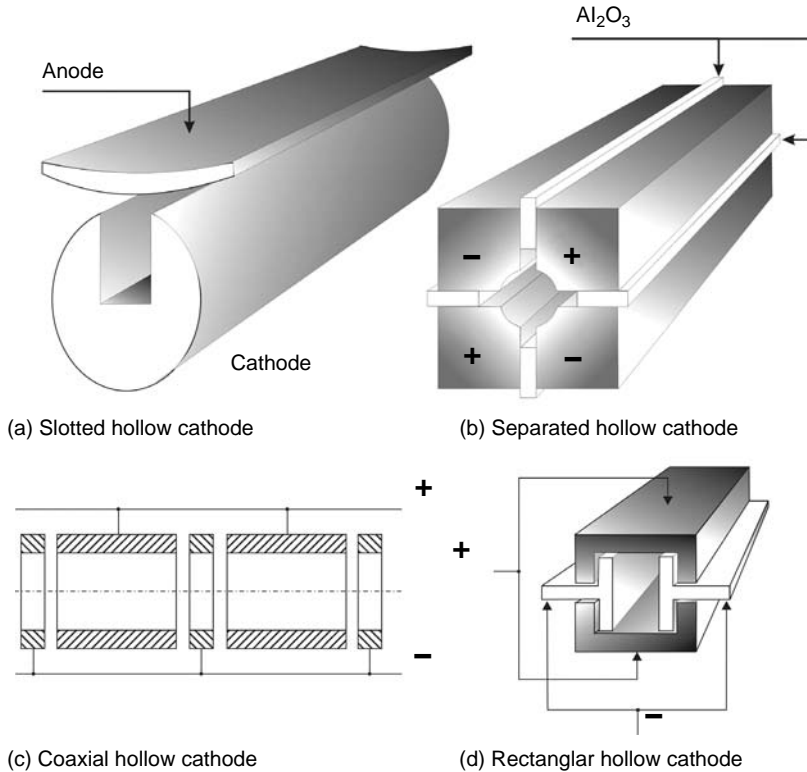 Al₂O₃
Anode
− +
+ −
Cathode
(a) Slotted hollow cathode
(b) Separated hollow cathode
+
−
+
−
(c) Coaxial hollow cathode
(d) Rectanglar hollow cathode